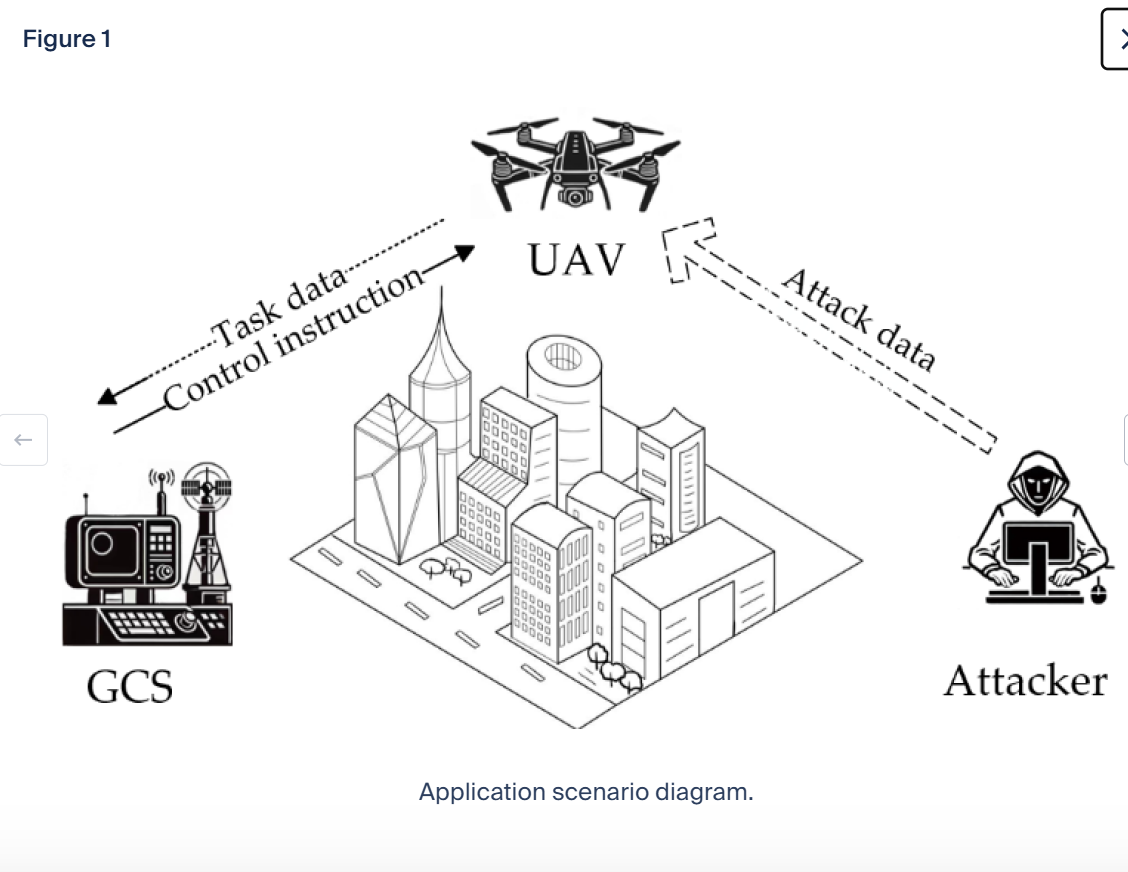 Figure 1
UAV
Task data
Control instruction
Attack data
GCS
Attacker
Application scenario diagram.